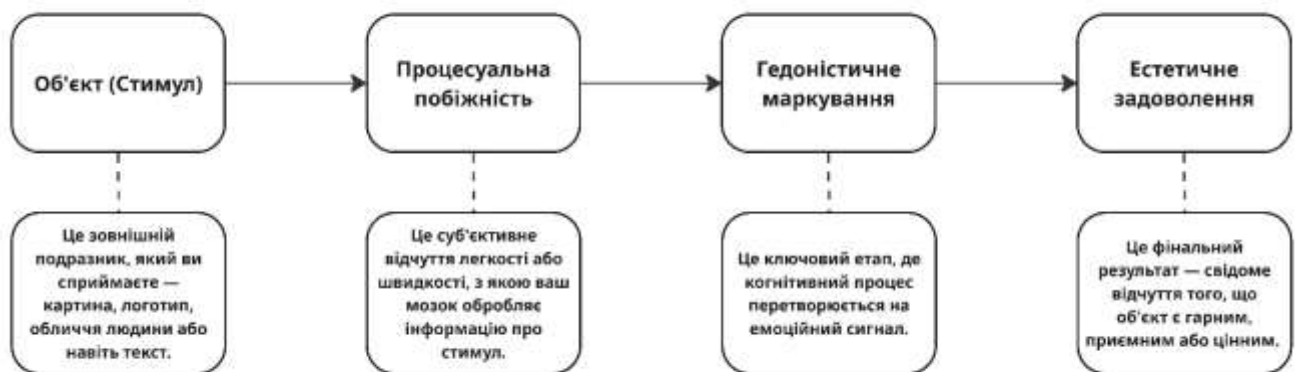 Об'єкт (Стимул)
Процесуальна
побіжність
Гедоністичне
маркування
Естетичне
задоволення
Це зовнішній
подразник, який ви
сприймаєте —
картина, логотип,
обличчя людини або
навіть текст.
Це суб'єктивне
відчуття легкості або
швидкості, з якою ваш
мозок обробляє
інформацію про
стимул.
Це ключовий етап, де
когнітивний процес
перетворюється на
емоційний сигнал.
Це фінальний
результат — свідоме
відчуття того, що
об'єкт є гарним,
приємним або цінним.